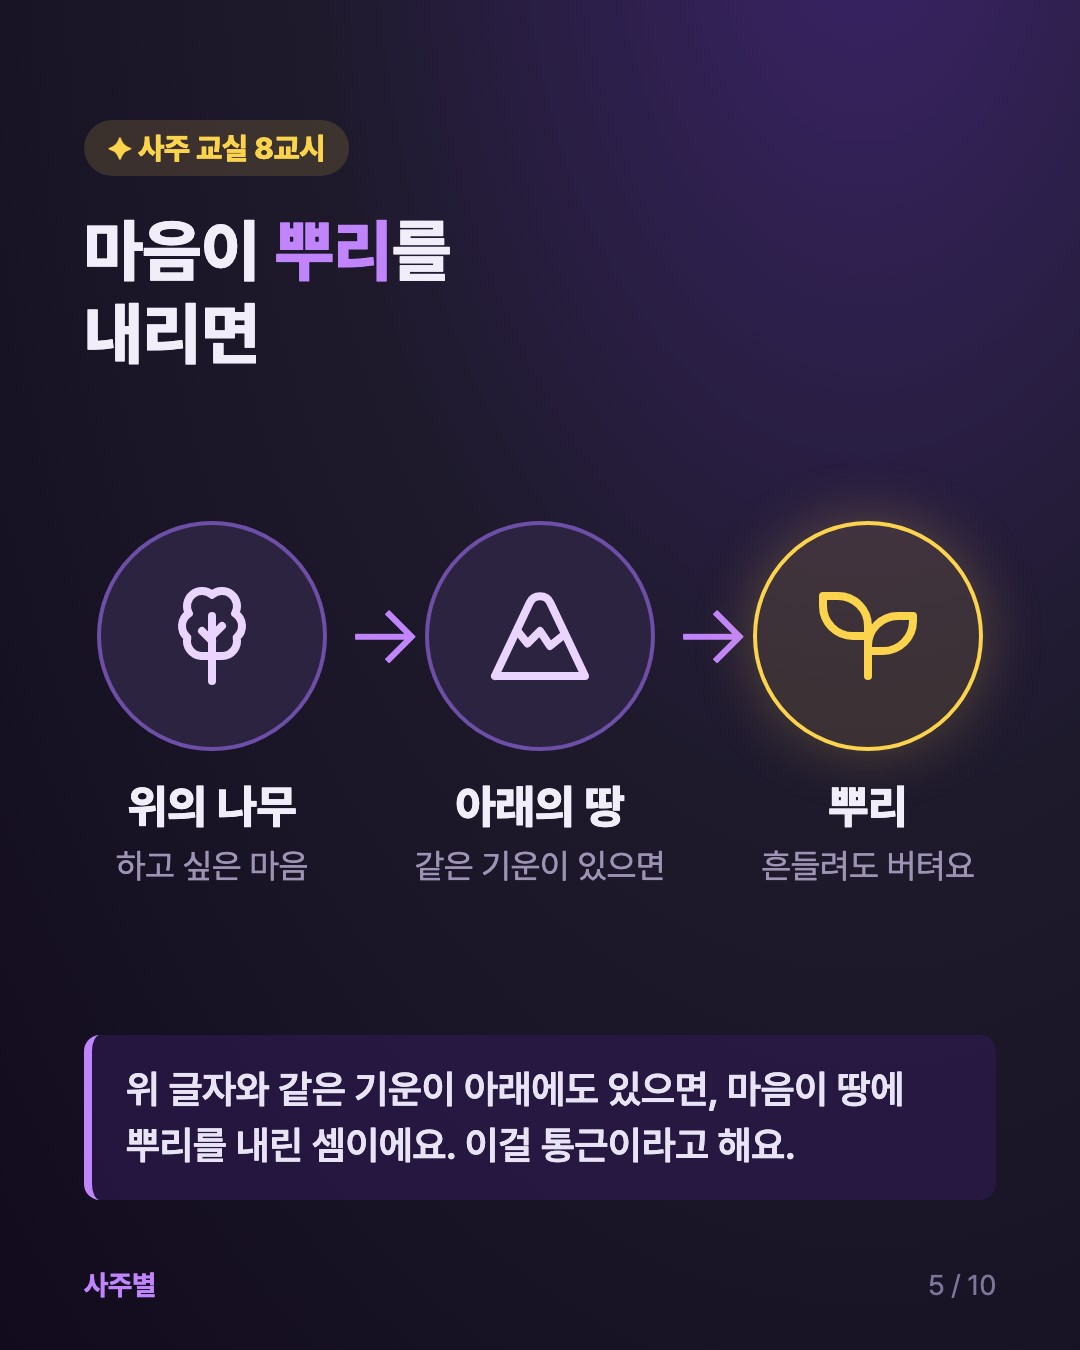 ✦ 사주 교실 8교시
마음이 뿌리를
내리면
위의 나무
하고 싶은 마음
아래의 땅
같은 기운이 있으면
뿌리
흔들려도 버텨요
위 글자와 같은 기운이 아래에도 있으면, 마음이 땅에
뿌리를 내린 셈이에요. 이걸 통근이라고 해요.
사주별
5 / 10